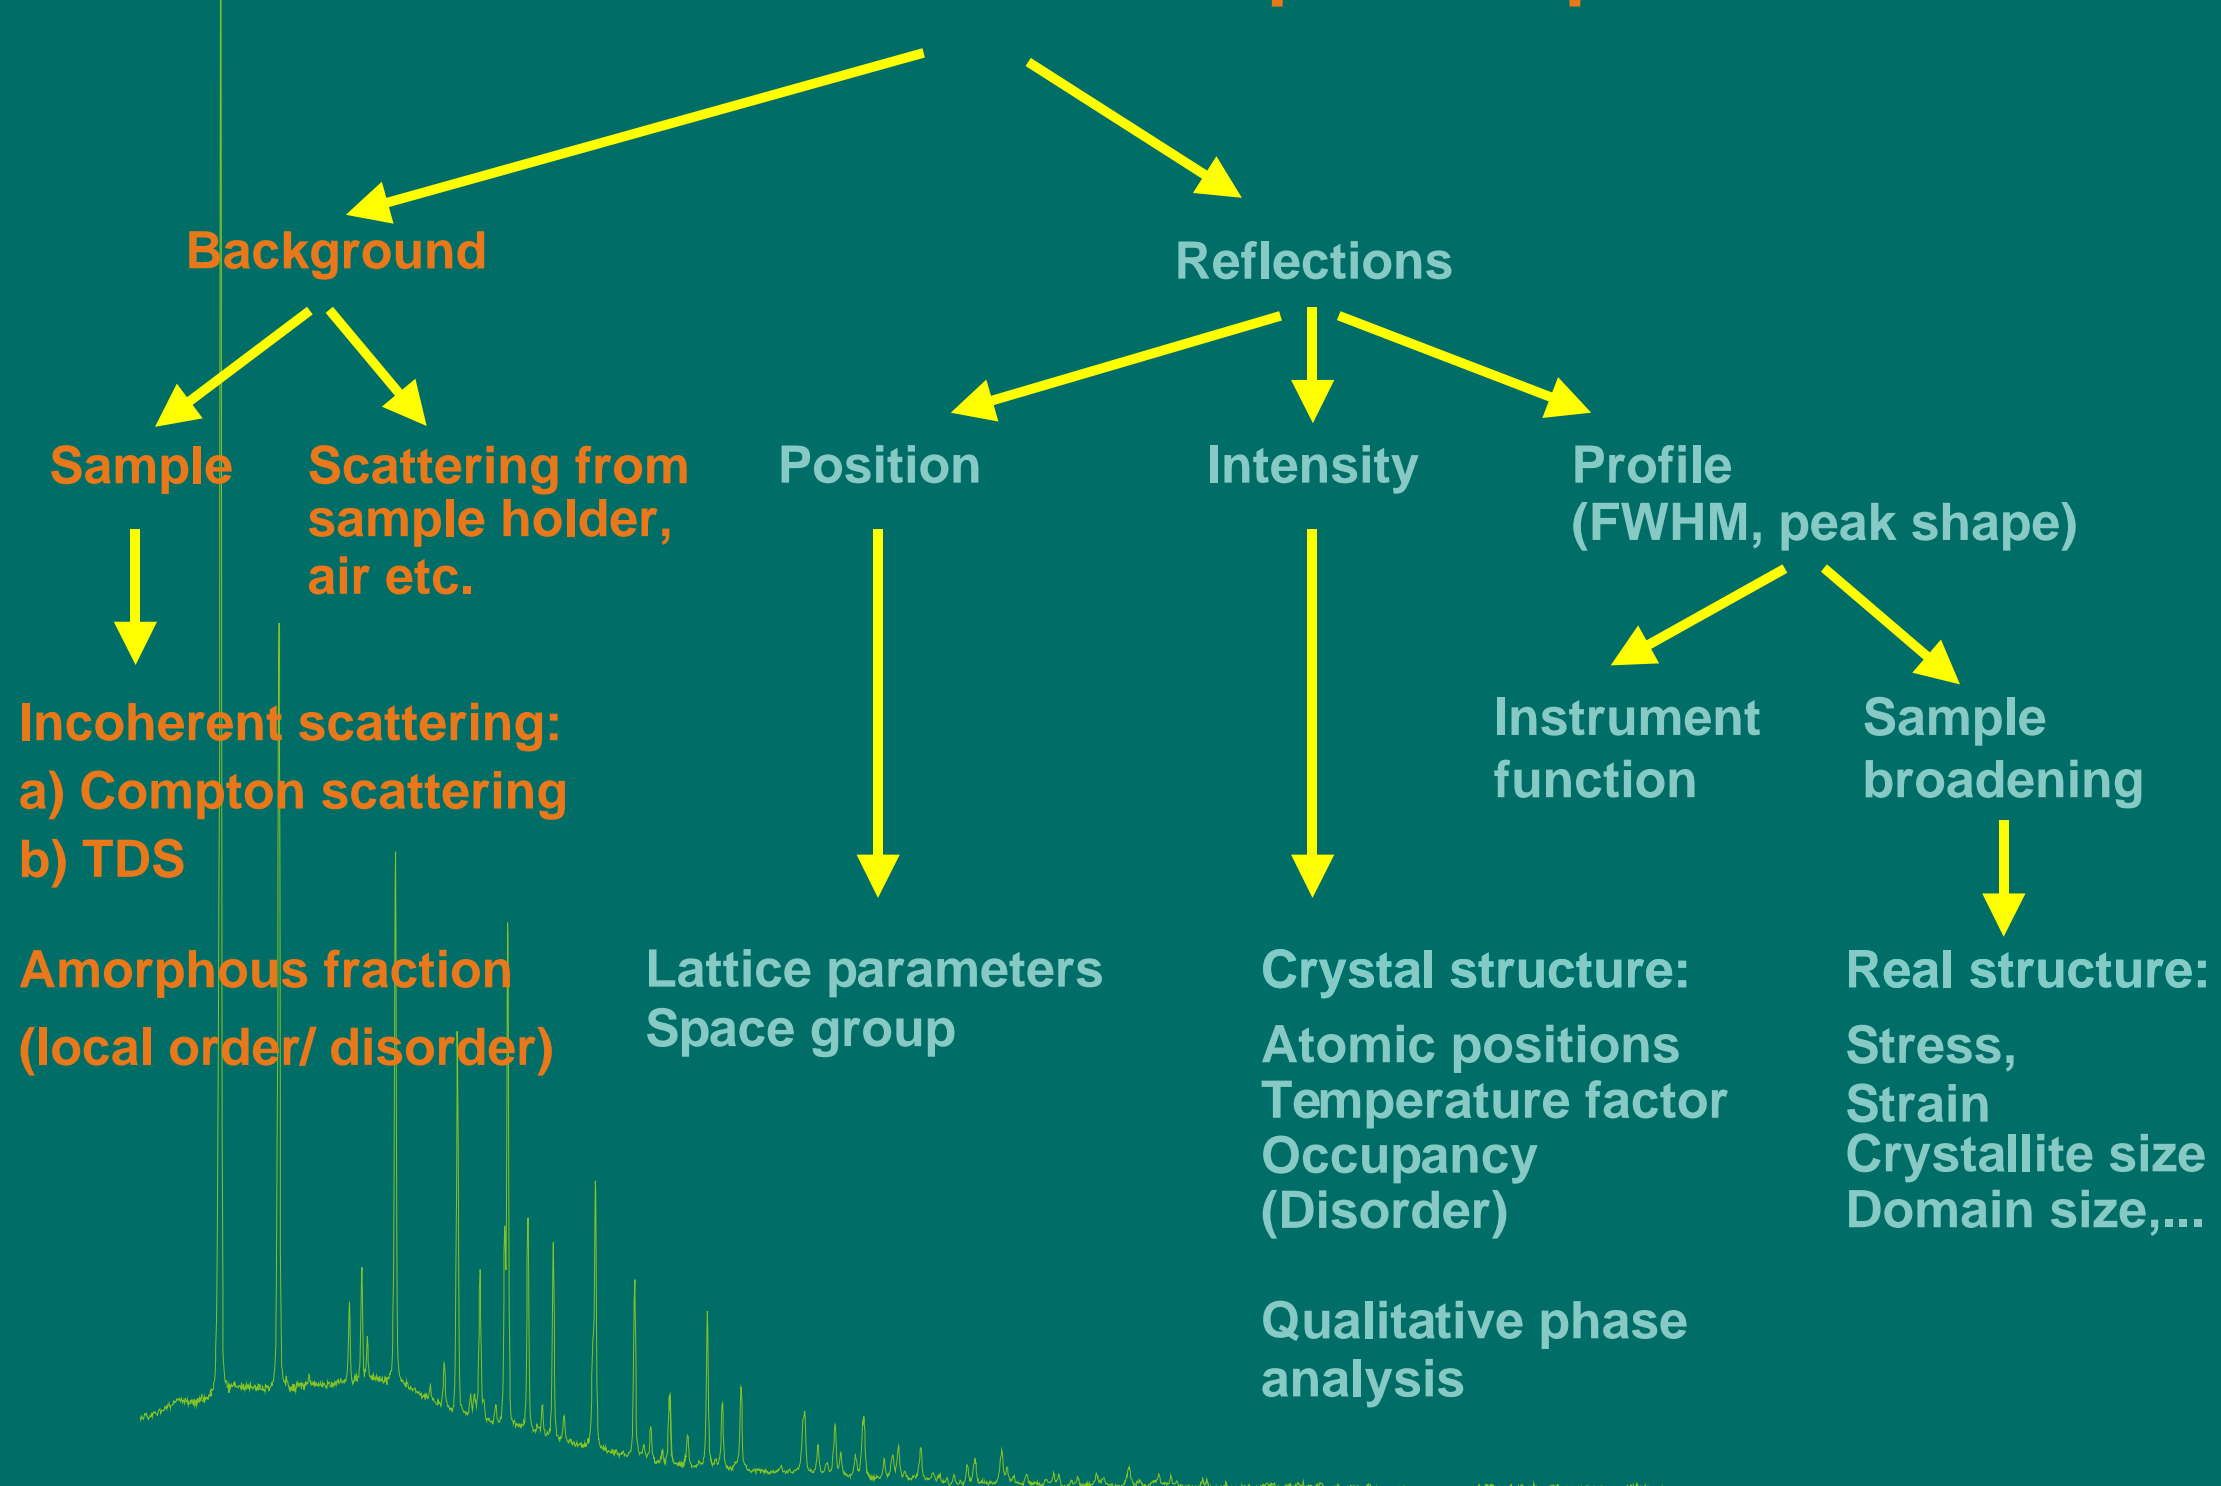 Background
Reflections
Sample
Scattering from
sample holder,
air etc.
Position
Intensity
Profile
(FWHM, peak shape)
Incoherent scattering:
a) Compton scattering
b) TDS
Instrument
function
Sample
broadening
Amorphous fraction
(local order/ disorder)
Lattice parameters
Space group
Crystal structure:
Atomic positions
Temperature factor
Occupancy
(Disorder)
Qualitative phase
analysis
Real structure:
Stress,
Strain
Crystallite size
Domain size,...